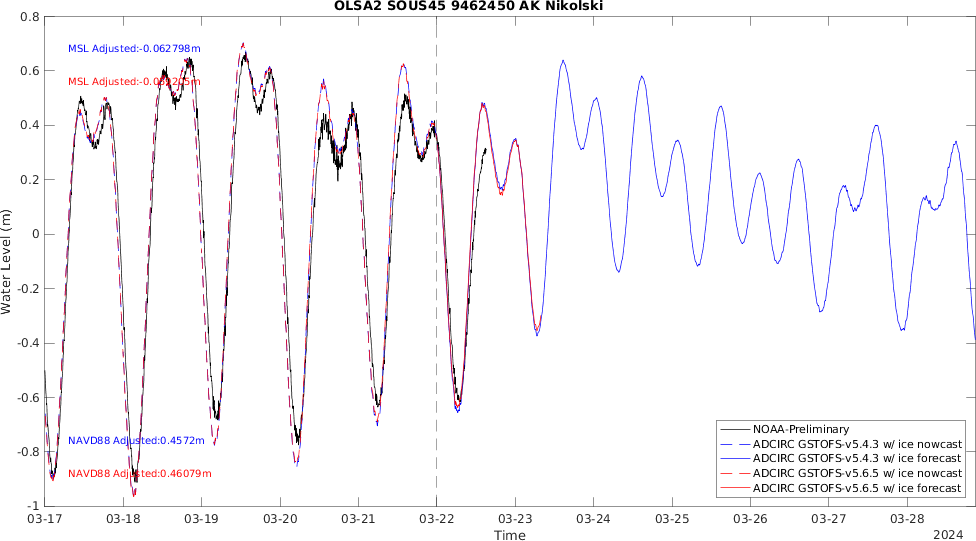 OLSA2 SOUS45 9462450 AK Nikolski
0.8
0.6
0.4
0.2
0
-0.2
-0.4
-0.6
-0.8
-1
Water Level (m)
MSL Adjusted:-0.062798m
MSL Adjusted:
NAVD88 Adjusted:0.4572m
NAVD88 Adjusted:0.46079m
NOAA-Preliminary
ADCIRC GSTOFS-v5.4.3 w/ ice nowcast
ADCIRC GSTOFS-v5.4.3 w/ ice forecast
ADCIRC GSTOFS-v5.6.5 w/ ice nowcast
ADCIRC GSTOFS-v5.6.5 w/ ice forecast
03-17 03-18 03-19 03-20 03-21 03-22 03-23 03-24 03-25 03-26 03-27 03-28
Time
2024